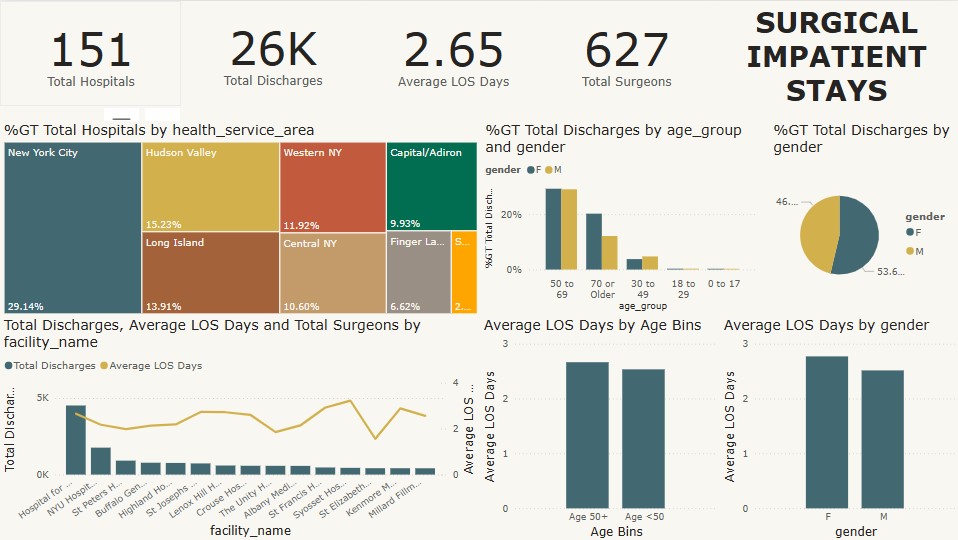 151
Total Hospitals
26K
Total Discharges
2.65
Average LOS Days
627
Total Surgeons
SURGICAL
IMPATIENT
STAYS
%GT Total Hospitals by health_service_area
New York City
29.14%
Hudson Valley
15.23%
Long Island
13.91%
Western NY
11.92%
Central NY
10.60%
Capital/Adiron
9.93%
Finger La...
6.62%
S...
2...
%GT Total Discharges by age_group
and gender
gender F M
%GT Total Disch...
20%
0%
50 to
69
70 or
Older
30 to
49
18 to
29
0 to 17
age_group
%GT Total Discharges by
gender
46....
53.6...
gender
F
M
Total Discharges, Average LOS Days and Total Surgeons by
facility_name
Total Discharges Average LOS Days
Total Dischar...
5K
0K
Average LOS ...
4
2
0
Hospital for ...
NYU Hospit...
St Peters H...
Buffalo Gen...
Highland Ho...
St Josephs ...
Lenox Hill H...
Crouse Hos...
The Unity H...
Albany Medi...
St Francis H...
Syosset Hos...
St Elizabeth...
Kenmore M...
Millard Fillm...
facility_name
Average LOS Days by Age Bins
Average LOS Days
3
2
1
0
Age 50+
Age <50
Age Bins
Average LOS Days by gender
Average LOS Days
3
2
1
0
F
M
gender